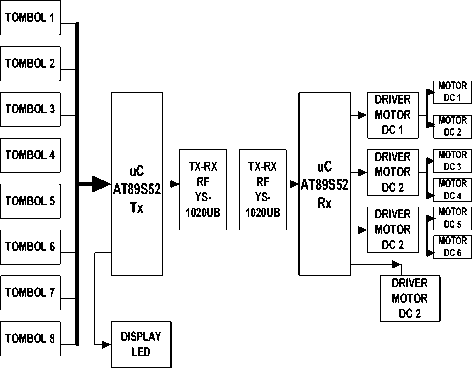 TOMBOL 1
TOMBOL 2
TOMBOL 3
TOMBOL 4
TOMBOL 5
TOMBOL 6
TOMBOL 7
TOMBOL 8
uC
AT89S52
Tx
DISPLAY
LED
TX-RX
RF
YS-
1020UB
TX-RX
RF
YS-
1020UB
uC
AT89S52
Rx
DRIVER
MOTOR
DC 1
DRIVER
MOTOR
DC 2
DRIVER
MOTOR
DC 2
DRIVER
MOTOR
DC 2
MOTOR
DC 1
MOTOR
DC 2
MOTOR
DC 3
MOTOR
DC 4
MOTOR
DC 5
MOTOR
DC 6